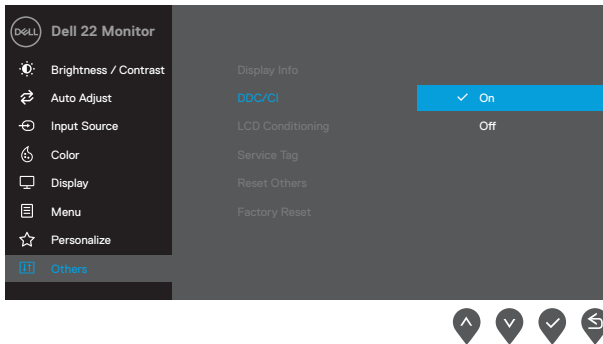 DELL
Dell 22 Monitor
Brightness / Contrast
Auto Adjust
Input Source
Color
Display
Menu
Personalize
Others
Display Info
DDC/CI
LCD Conditioning
Service Tag
Reset Others
Factory Reset
On
Off